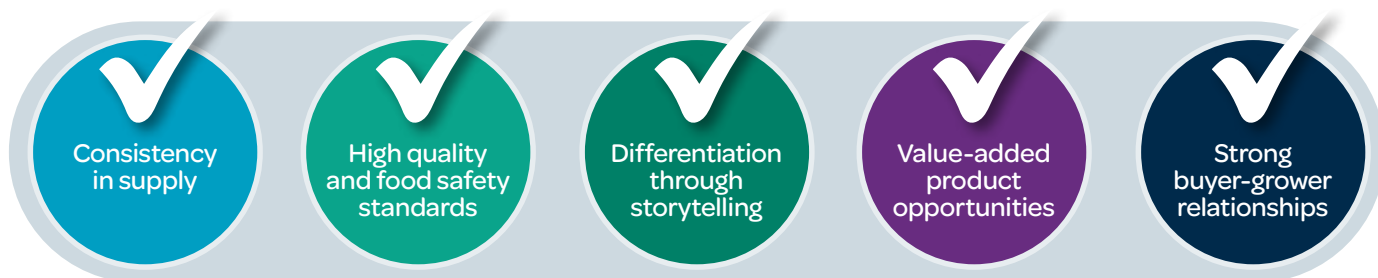 Consistency
in supply
High quality
and food safety
standards
Differentiation
through
storytelling
Value-added
product
opportunities
Strong
buyer-grower
relationships